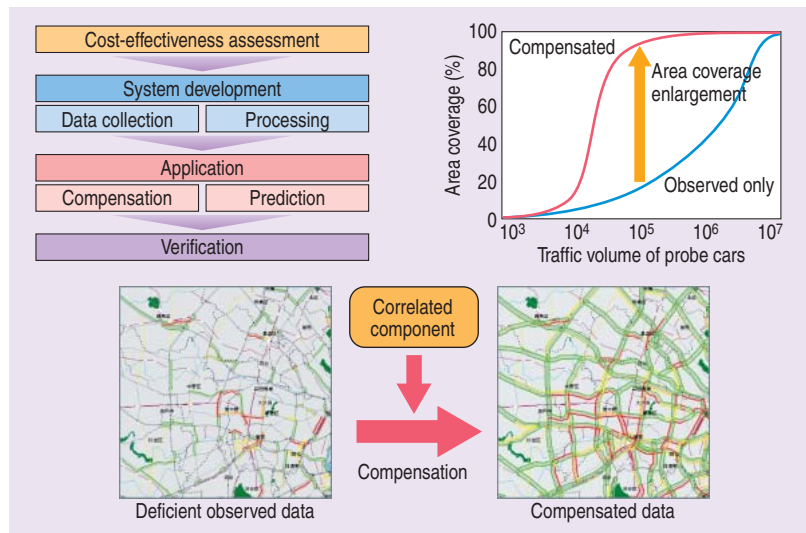 Cost-effectiveness assessment
System development
Data collection
Processing
Application
Compensation
Prediction
Verification
Area coverage (%)
100
80
60
40
20
0
Compensated
Area coverage
enlargement
Observed only
10³
10⁴
10⁵
10⁶
10⁷
Traffic volume of probe cars
Correlated
component
Compensation
Deficient observed data
Compensated data